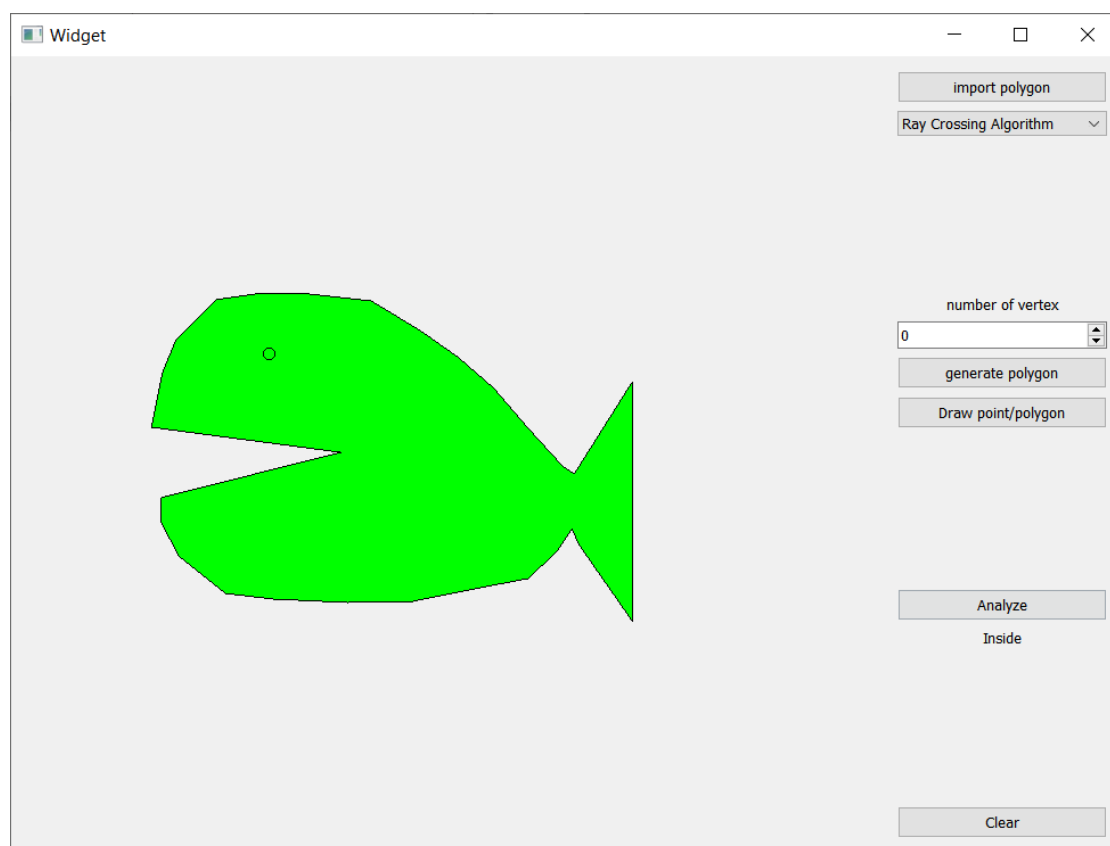 Widget
import polygon
Ray Crossing Algorithm
number of vertex
0
generate polygon
Draw point/polygon
Analyze
Inside
Clear